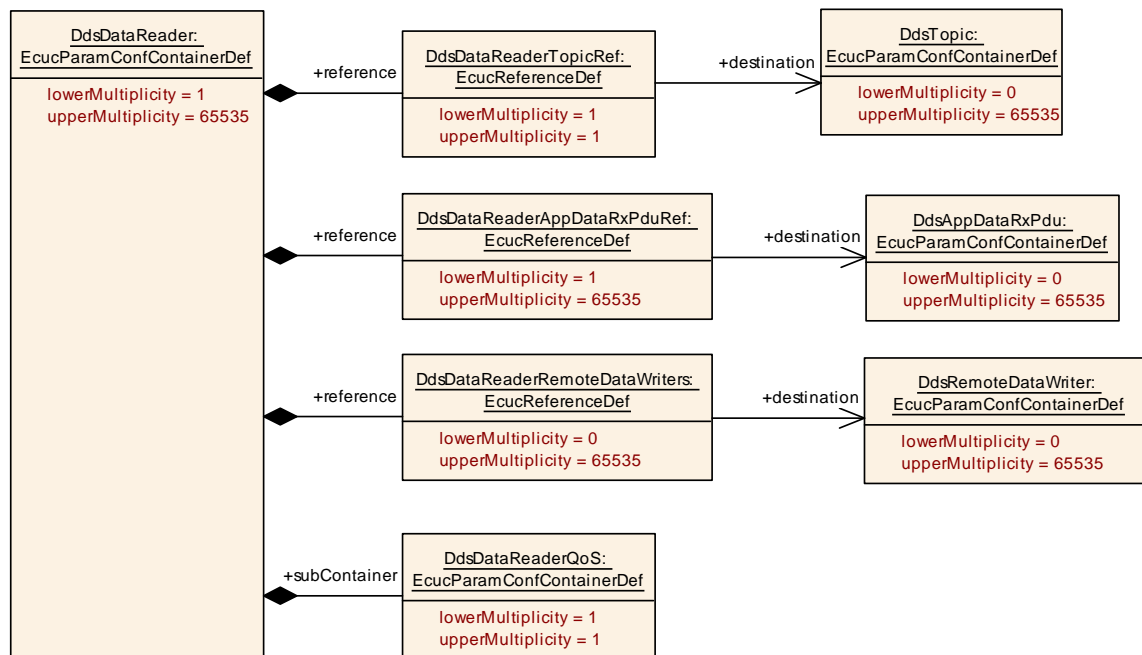 DdsDataReader:
EcucParamConfContainerDef
lowerMultiplicity = 1
upperMultiplicity = 65535
+reference
DdsDataReaderTopicRef:
EcucReferenceDef
lowerMultiplicity = 1
upperMultiplicity = 1
+destination
DdsTopic:
EcucParamConfContainerDef
lowerMultiplicity = 0
upperMultiplicity = 65535
+reference
DdsDataReaderAppDataRxPduRef:
EcucReferenceDef
lowerMultiplicity = 1
upperMultiplicity = 65535
+destination
DdsAppDataRxPdu:
EcucParamConfContainerDef
lowerMultiplicity = 0
upperMultiplicity = 65535
+reference
DdsDataReaderRemoteDataWriters:
EcucReferenceDef
lowerMultiplicity = 0
upperMultiplicity = 65535
+destination
DdsRemoteDataWriter:
EcucParamConfContainerDef
lowerMultiplicity = 0
upperMultiplicity = 65535
+subContainer
DdsDataReaderQoS:
EcucParamConfContainerDef
lowerMultiplicity = 1
upperMultiplicity = 1